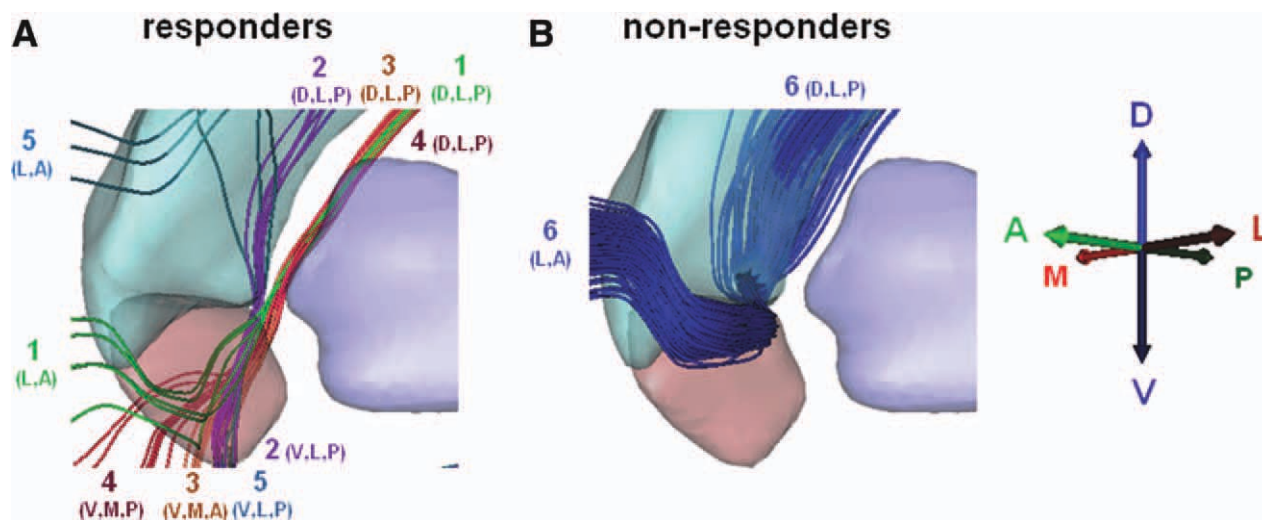 A responders
2 3 1
(D,L,P) (D,L,P) (D,L,P)
4 (D,L,P)
5
(L,A)
1
(L,A)
2 (V,L,P)
4 3 5
(V,M,P) (V,M,A) (V,L,P)
B non-responders
6 (D,L,P)
6
(L,A)
D
A L
M P
V